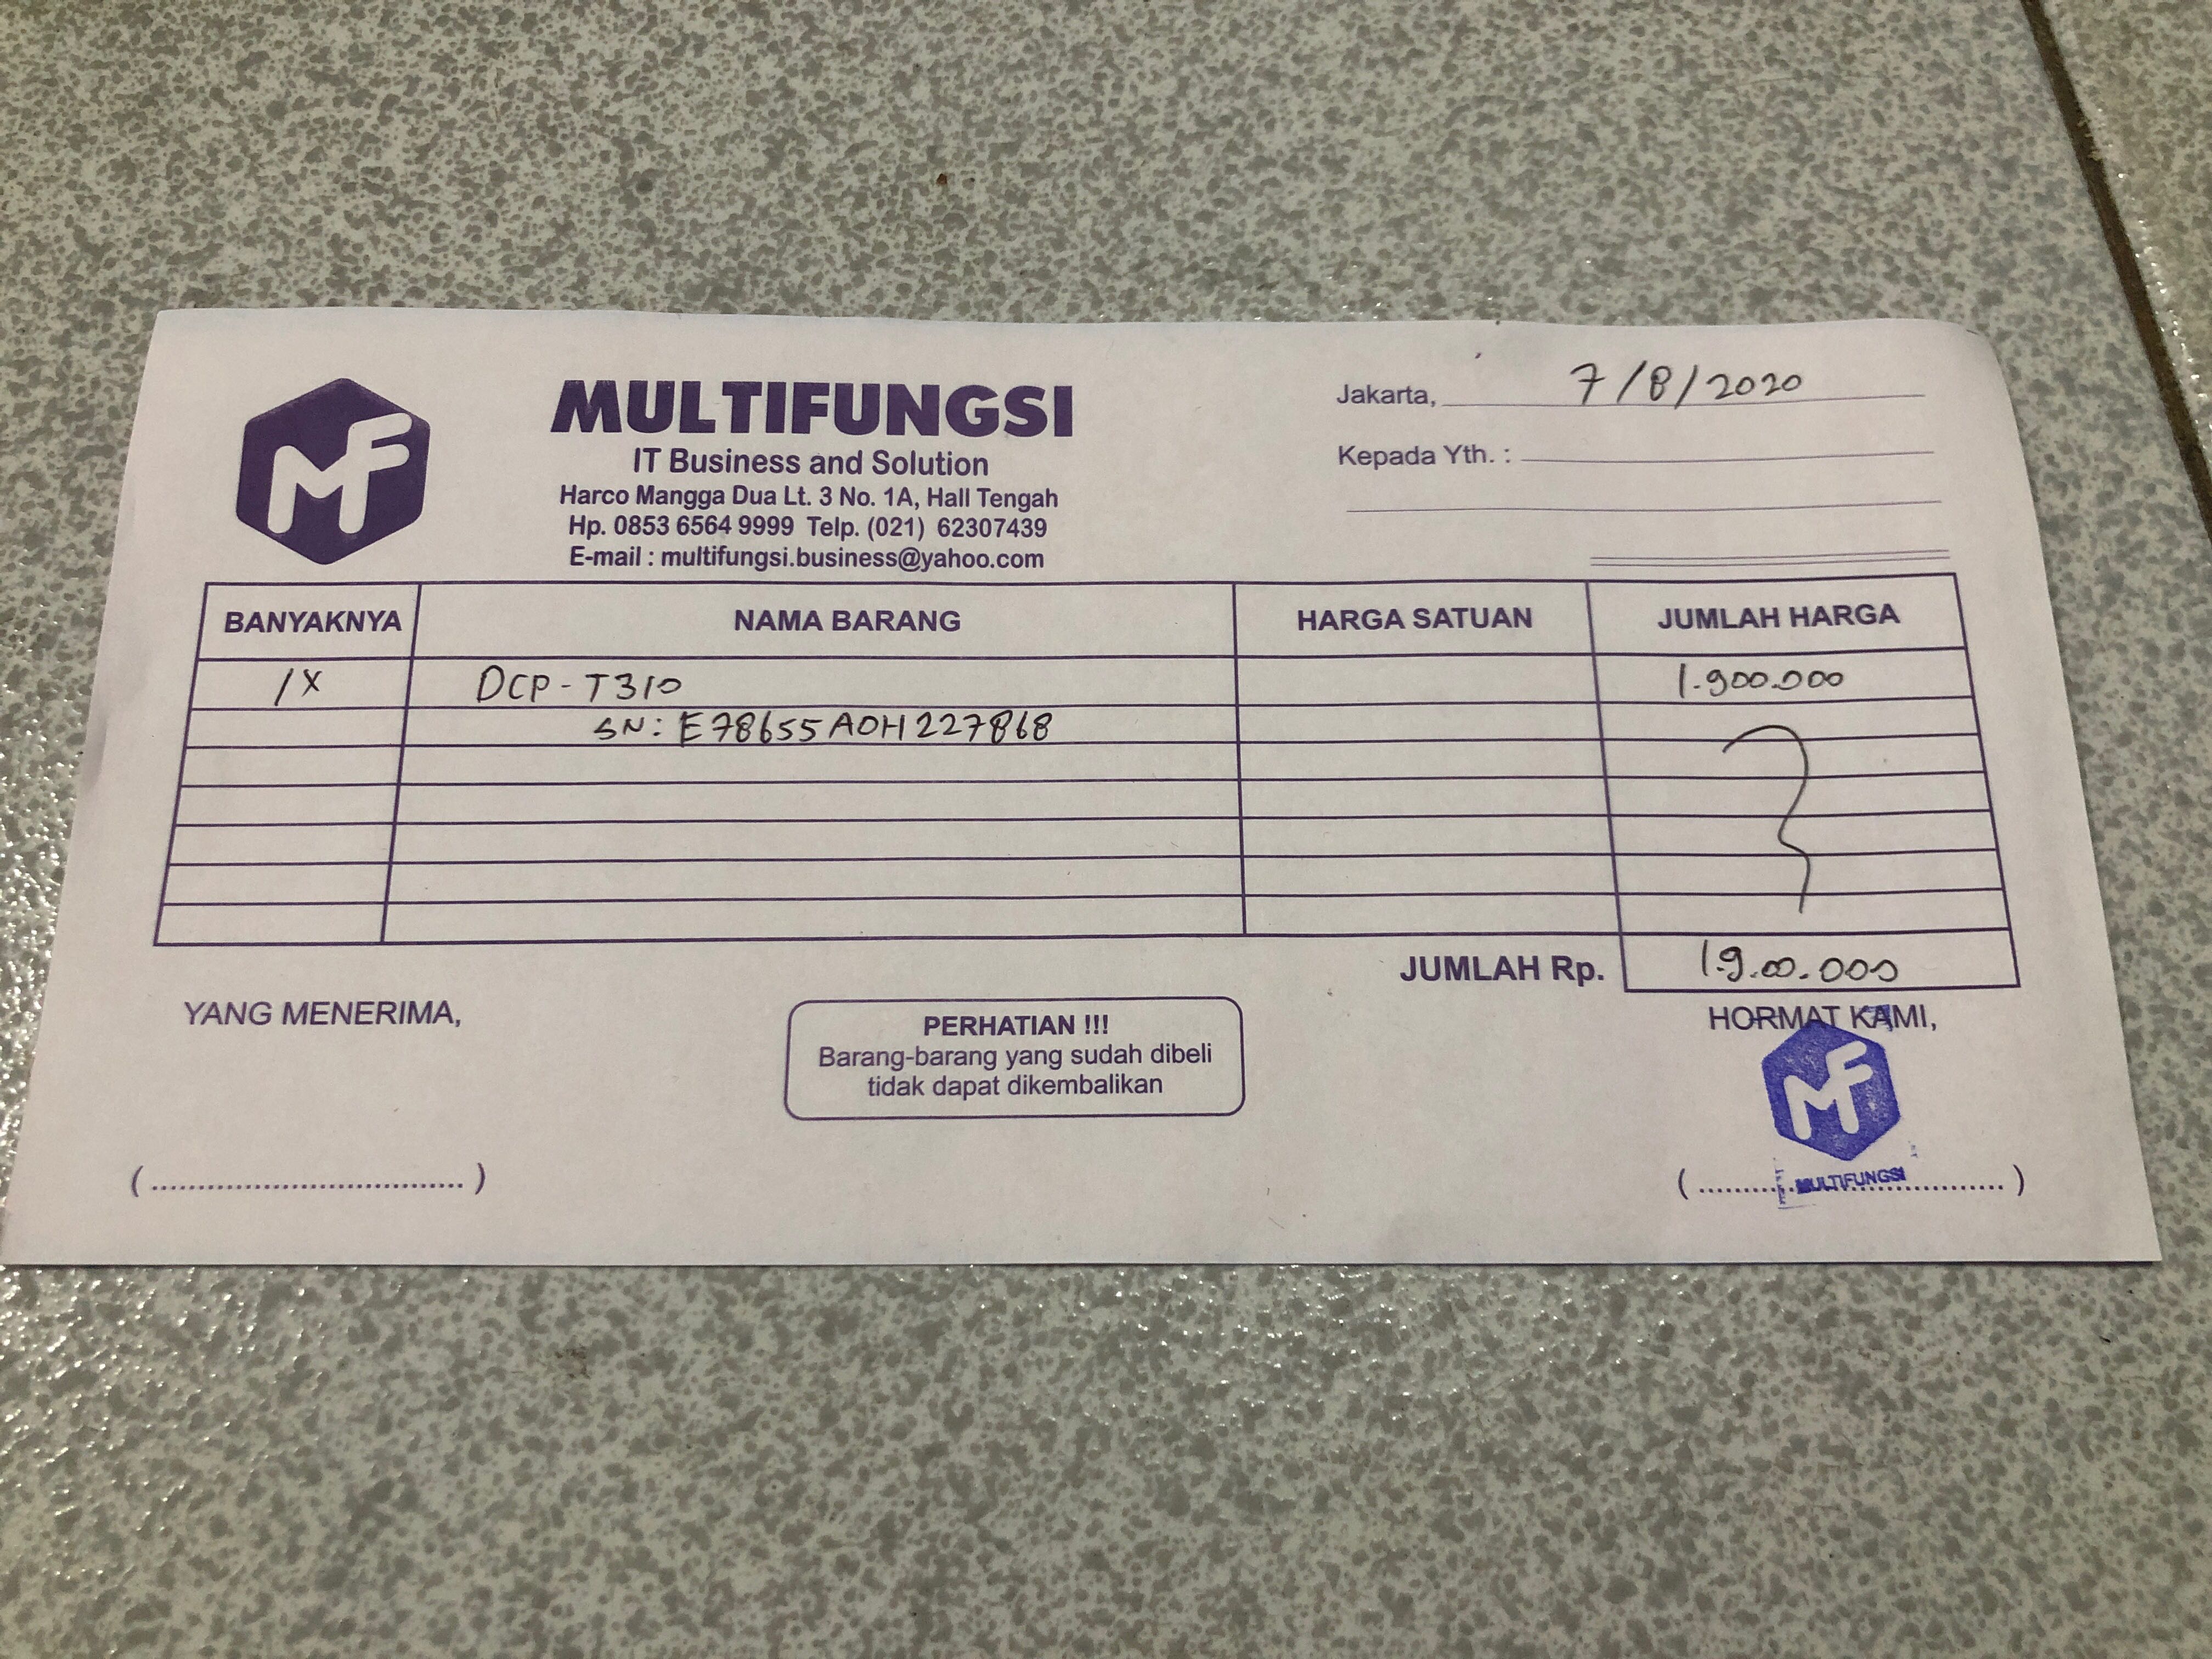 MF
MULTIFUNGSI
IT Business and Solution
Harco Mangga Dua Lt. 3 No. 1A, Hall Tengah
Hp. 0853 6564 9999 Telp. (021) 62307439
E-mail : multifungsi.business@yahoo.com
Jakarta, 7/8/2020
Kepada Yth. :
BANYAKNYA NAMA BARANG HARGA SATUAN JUMLAH HARGA
1X DCP-T310 1.900.000
SN: E78655A0H227868
JUMLAH Rp. 1.9.00.000
YANG MENERIMA,
PERHATIAN !!!
Barang-barang yang sudah dibeli
tidak dapat dikembalikan
HORMAT KAMI,
MF
(..................................)
(.......... MULTIFUNGSI ..........)